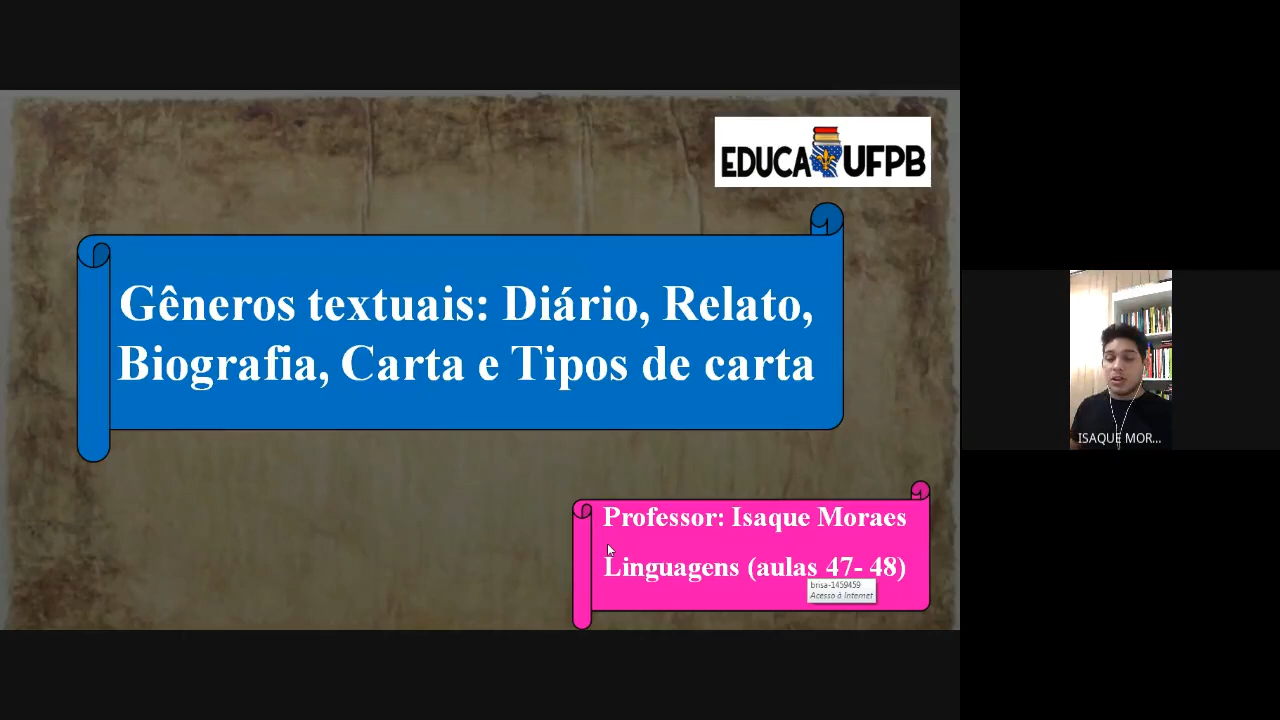 EDUCA UFPB
Gêneros textuais: Diário, Relato,
Biografia, Carta e Tipos de carta
Professor: Isaque Moraes
Linguagens (aulas 47- 48)
brisa-1459459
Acesso à Internet
ISAQUE MOR...